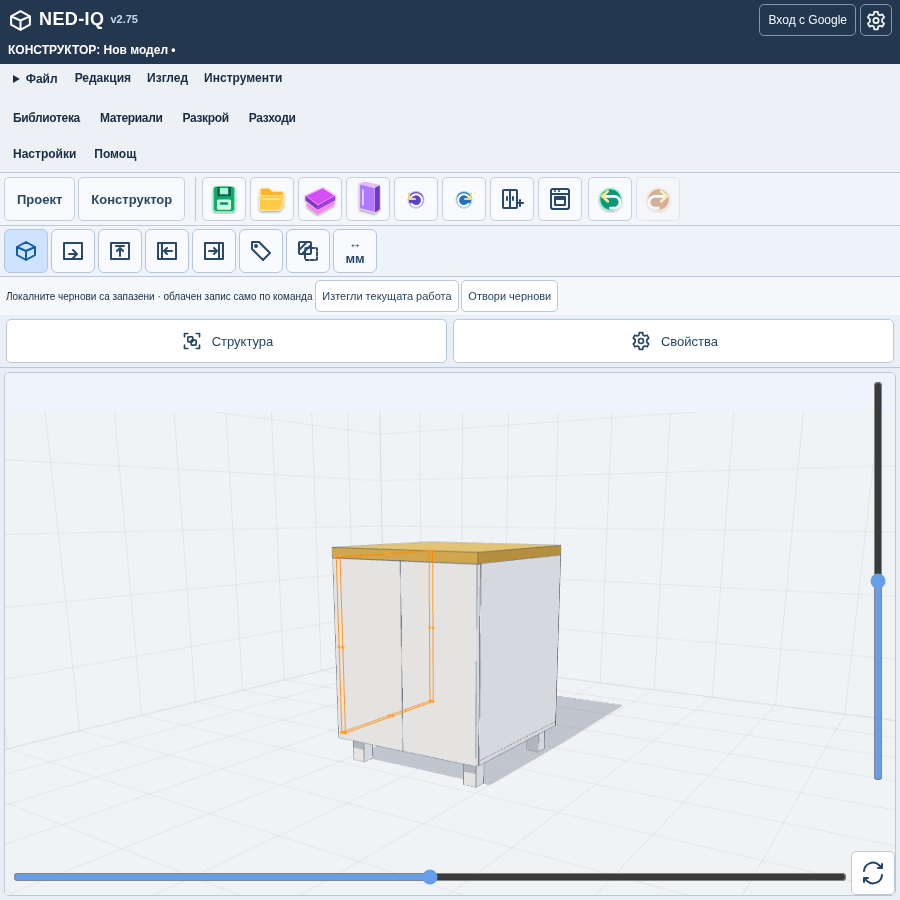 NED-IQ v2.75
Вход с Google
КОНСТРУКТОР: Нов модел •
Файл Редакция Изглед Инструменти
Библиотека Материали Разкрой Разходи
Настройки Помощ
Проект Конструктор
↔
мм
Локалните чернови са запазени · облачен запис само по команда Изтегли текущата работа Отвори чернови
Структура Свойства